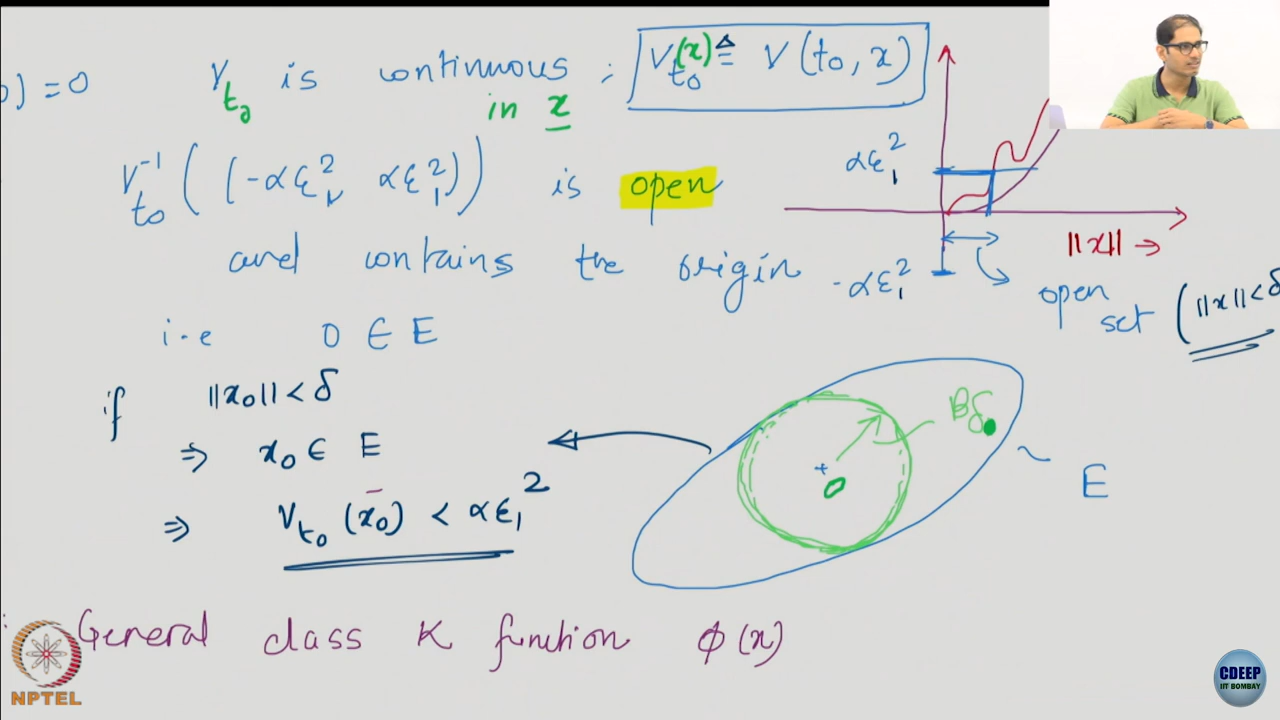 0) = 0 V_{t_0} is continuous in x ; V_{t_0}(x) ≜ V(t_0, x)
V_{t_0}^{-1} ( (-αε_1^2, αε_1^2) ) is open
and contains the origin
i.e 0 ∈ E
if ||x_0|| < δ
⇒ x_0 ∈ E
⇒ V_{t_0}(x_0) < αε_1^2
General class K function φ(x)
αε_1^2
-αε_1^2
||x|| →
open set (||x|| < δ
B_δ
0
E
NPTEL
CDEEP
IIT BOMBAY